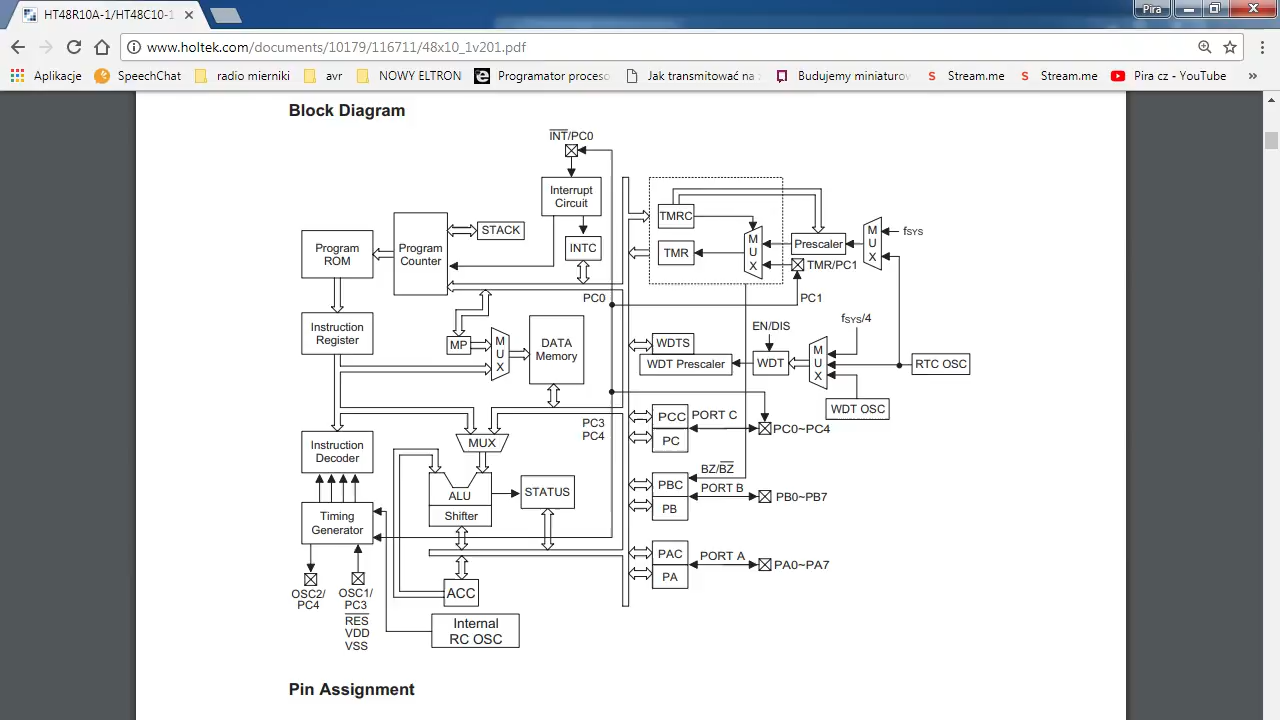 HT48R10A-1/HT48C10-1
Pira
www.holtek.com/documents/10179/116711/48x10_1v201.pdf
Aplikacje
SpeechChat
radio mierniki
avr
NOWY ELTRON
Programator proceso
Jak transmitować na
Budujemy miniaturow
Stream.me
Stream.me
Pira cz - YouTube
Block Diagram
INT/PC0
Interrupt
Circuit
STACK
INTC
Program
ROM
Program
Counter
TMRC
TMR
MUX
Prescaler
MUX
fSYS
TMR/PC1
PC0
PC1
Instruction
Register
MP
MUX
DATA
Memory
EN/DIS
fSYS/4
WDTS
WDT Prescaler
WDT
MUX
RTC OSC
WDT OSC
PC3
PC4
PCC
PORT C
PC
PC0~PC4
Instruction
Decoder
MUX
ALU
Shifter
STATUS
BZ/BZ
PBC
PORT B
PB
PB0~PB7
Timing
Generator
PAC
PORT A
PA
PA0~PA7
OSC2/
PC4
OSC1/
PC3
RES
VDD
VSS
ACC
Internal
RC OSC
Pin Assignment